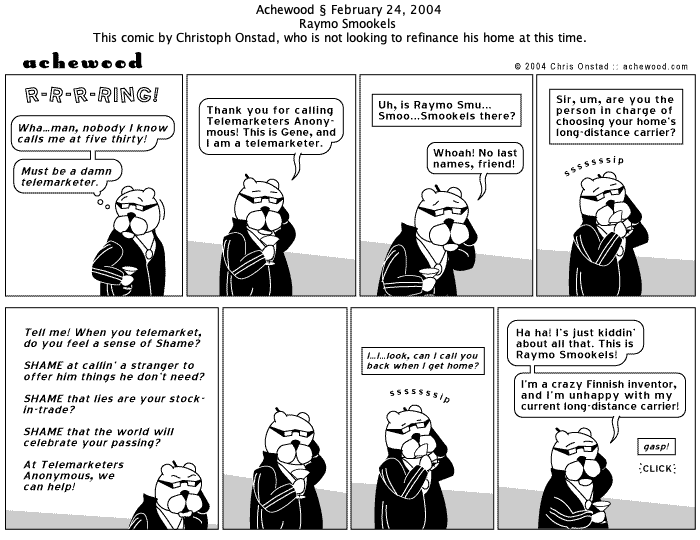 Achewood § February 24, 2004
Raymo Smookels
This comic by Christoph Onstad, who is not looking to refinance his home at this time.
achewood
© 2004 Chris Onstad :: achewood.com
R-R-R-RING!
Wha...man, nobody I know
calls me at five thirty!
Must be a damn
telemarketer.
Thank you for calling
Telemarketers Anony-
mous! This is Gene, and
I am a telemarketer.
Uh, is Raymo Smu...
Smoo...Smookels there?
Whoah! No last
names, friend!
Sir, um, are you the
person in charge of
choosing your home's
long-distance carrier?
sssssssip
Tell me! When you telemarket,
do you feel a sense of Shame?
SHAME at callin' a stranger to
offer him things he don't need?
SHAME that lies are your stock-
in-trade?
SHAME that the world will
celebrate your passing?
At Telemarketers
Anonymous, we
can help!
I...I...look, can I call you
back when I get home?
sssssssip
Ha ha! I's just kiddin'
about all that. This is
Raymo Smookels!
I'm a crazy Finnish inventor,
and I'm unhappy with my
current long-distance carrier!
gasp!
CLICK